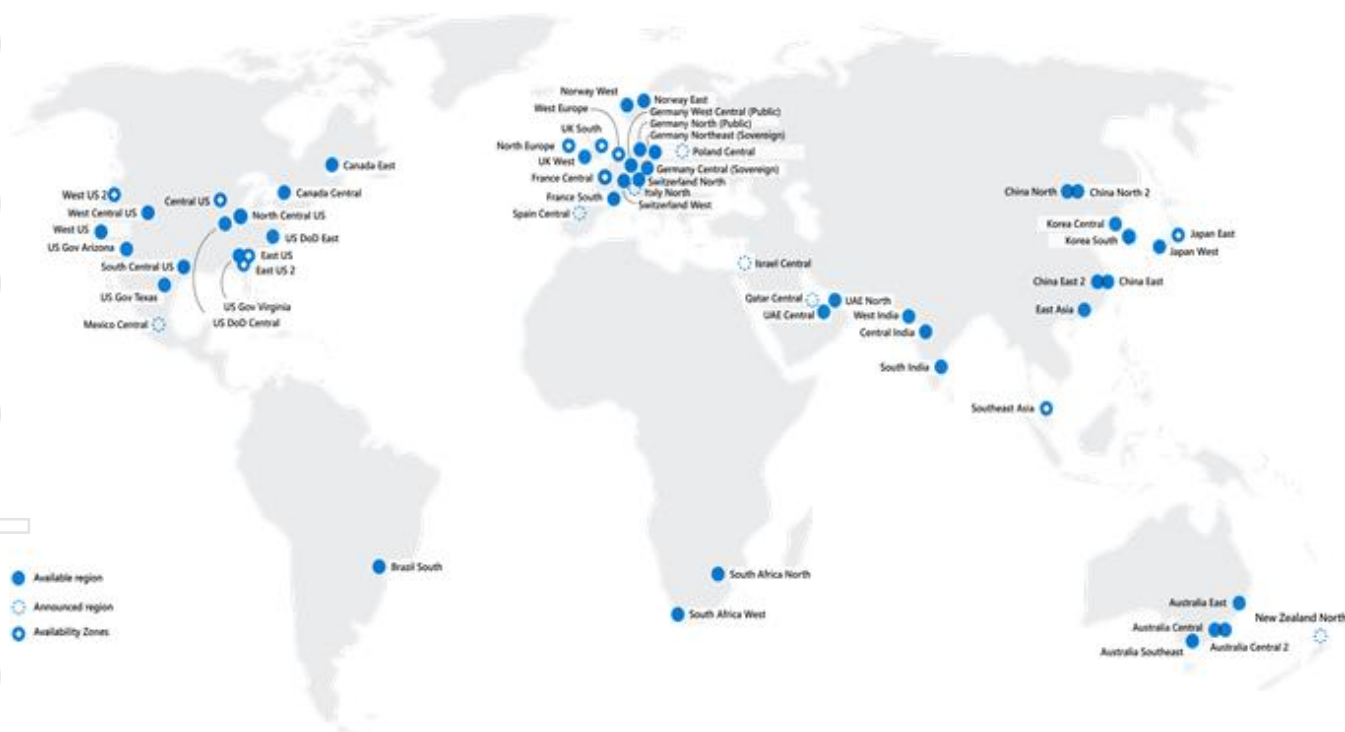 Norway West
Norway East
West Europe
Germany West Central (Public)
Germany North (Public)
UK South
Germany Northeast (Sovereign)
North Europe
Poland Central
UK West
Germany Central (Sovereign)
France Central
Switzerland North
Italy North
France South
Switzerland West
Spain Central
Canada East
Canada Central
West US 2
Central US
West Central US
North Central US
West US
US DoD East
US Gov Arizona
East US
South Central US
East US 2
US Gov Texas
US Gov Virginia
Mexico Central
US DoD Central
China North
China North 2
Korea Central
Japan East
Korea South
Japan West
Israel Central
China East 2
China East
Qatar Central
UAE North
UAE Central
West India
East Asia
Central India
South India
Southeast Asia
Brazil South
South Africa North
South Africa West
Available region
Announced region
Availability Zones
Australia East
New Zealand North
Australia Central
Australia Central 2
Australia Southeast